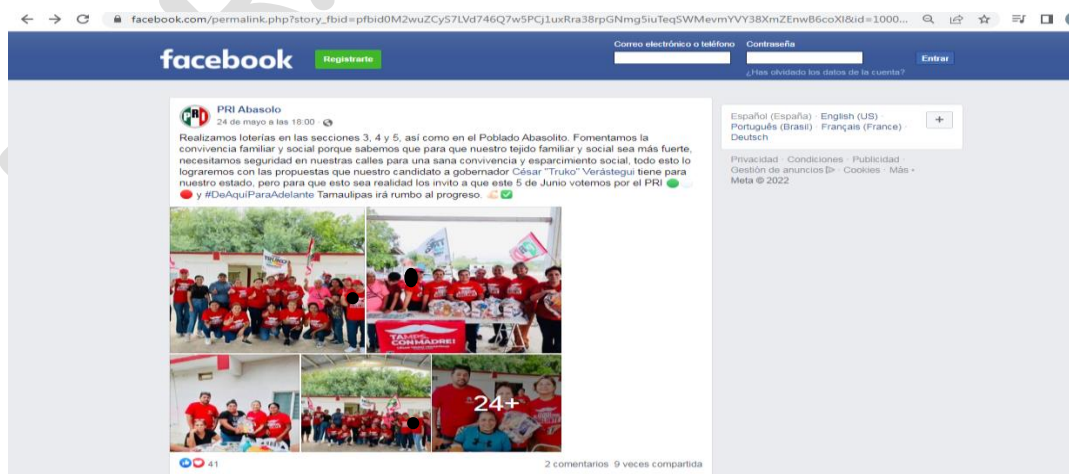 facebook.com/permalink.php?story_fbid=pfbid0M2wuZCyS7LVd746Q7w5PCj1uxRra38rpGNmg5iuTeqSWMevmYVY38XmZEnwB6coXl&id=1000...
facebook
Registrarte
Correo electrónico o teléfono
Contraseña
Entrar
¿Has olvidado los datos de la cuenta?
PRI Abasolo
24 de mayo a las 18:00 ·
Realizamos loterías en las secciones 3, 4 y 5, así como en el Poblado Abasolito. Fomentamos la
convivencia familiar y social porque sabemos que para que nuestro tejido familiar y social sea más fuerte,
necesitamos seguridad en nuestras calles para una sana convivencia y esparcimiento social, todo esto lo
lograremos con las propuestas que nuestro candidato a gobernador César "Truko" Verástegui tiene para
nuestro estado, pero para que esto sea realidad los invito a que este 5 de Junio votemos por el PRI 🟢
🔴 y #DeAquíParaAdelante Tamaulipas irá rumbo al progreso. 💪🏻✅
TAMPS
CON MADRE!
24+
41
2 comentarios 9 veces compartida
Español (España) · English (US) ·
Português (Brasil) · Français (France) ·
Deutsch
+
Privacidad · Condiciones · Publicidad ·
Gestión de anuncios · Cookies · Más ·
Meta © 2022